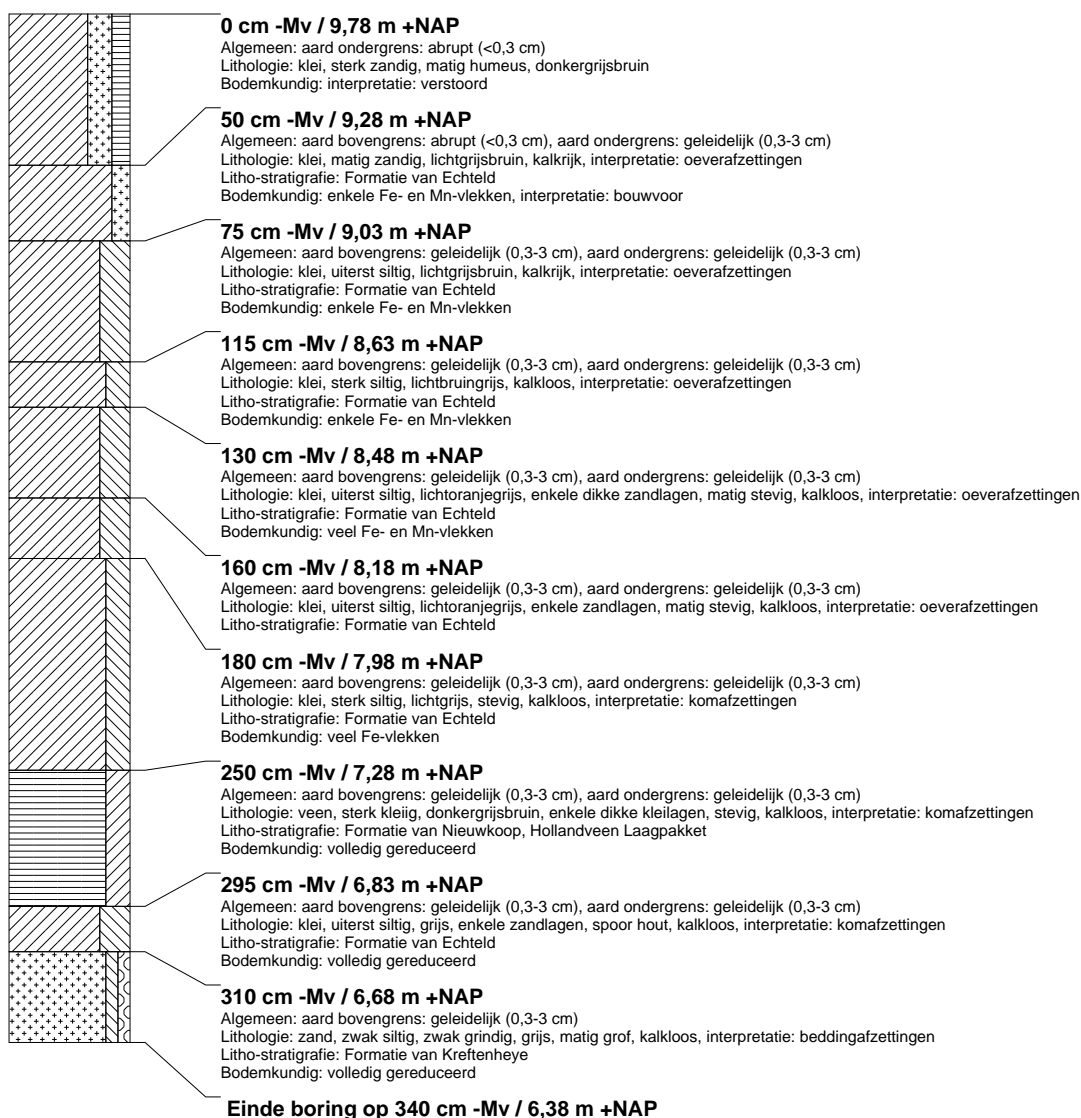 0 cm -Mv / 9,78 m +NAP
Algemeen: aard ondergrens: abrupt (<0,3 cm)
Lithologie: klei, sterk zandig, matig humeus, donkergrijsbruin
Bodemkundig: interpretatie: verstoord
50 cm -Mv / 9,28 m +NAP
Algemeen: aard bovengrens: abrupt (<0,3 cm), aard ondergrens: geleidelijk (0,3-3 cm)
Lithologie: klei, matig zandig, lichtgrijsbruin, kalkrijk, interpretatie: oeverafzettingen
Litho-stratigrafie: Formatie van Echteld
Bodemkundig: enkele Fe- en Mn-vlekken, interpretatie: bouwvoor
75 cm -Mv / 9,03 m +NAP
Algemeen: aard bovengrens: geleidelijk (0,3-3 cm), aard ondergrens: geleidelijk (0,3-3 cm)
Lithologie: klei, uiterst siltig, lichtgrijsbruin, kalkrijk, interpretatie: oeverafzettingen
Litho-stratigrafie: Formatie van Echteld
Bodemkundig: enkele Fe- en Mn-vlekken
115 cm -Mv / 8,63 m +NAP
Algemeen: aard bovengrens: geleidelijk (0,3-3 cm), aard ondergrens: geleidelijk (0,3-3 cm)
Lithologie: klei, sterk siltig, lichtbruingrijs, kalkloos, interpretatie: oeverafzettingen
Litho-stratigrafie: Formatie van Echteld
Bodemkundig: enkele Fe- en Mn-vlekken
130 cm -Mv / 8,48 m +NAP
Algemeen: aard bovengrens: geleidelijk (0,3-3 cm), aard ondergrens: geleidelijk (0,3-3 cm)
Lithologie: klei, uiterst siltig, lichtoranjegrijs, enkele dikke zandlagen, matig stevig, kalkloos, interpretatie: oeverafzettingen
Litho-stratigrafie: Formatie van Echteld
Bodemkundig: veel Fe- en Mn-vlekken
160 cm -Mv / 8,18 m +NAP
Algemeen: aard bovengrens: geleidelijk (0,3-3 cm), aard ondergrens: geleidelijk (0,3-3 cm)
Lithologie: klei, uiterst siltig, lichtoranjegrijs, enkele zandlagen, matig stevig, kalkloos, interpretatie: oeverafzettingen
Litho-stratigrafie: Formatie van Echteld
180 cm -Mv / 7,98 m +NAP
Algemeen: aard bovengrens: geleidelijk (0,3-3 cm), aard ondergrens: geleidelijk (0,3-3 cm)
Lithologie: klei, sterk siltig, lichtgrijs, stevig, kalkloos, interpretatie: komafzettingen
Litho-stratigrafie: Formatie van Echteld
Bodemkundig: veel Fe-vlekken
250 cm -Mv / 7,28 m +NAP
Algemeen: aard bovengrens: geleidelijk (0,3-3 cm), aard ondergrens: geleidelijk (0,3-3 cm)
Lithologie: veen, sterk kleiig, donkergrijsbruin, enkele dikke kleilagen, stevig, kalkloos, interpretatie: komafzettingen
Litho-stratigrafie: Formatie van Nieuwkoop, Hollandveen Laagpakket
Bodemkundig: volledig gereduceerd
295 cm -Mv / 6,83 m +NAP
Algemeen: aard bovengrens: geleidelijk (0,3-3 cm), aard ondergrens: geleidelijk (0,3-3 cm)
Lithologie: klei, uiterst siltig, grijs, enkele zandlagen, spoor hout, kalkloos, interpretatie: komafzettingen
Litho-stratigrafie: Formatie van Echteld
Bodemkundig: volledig gereduceerd
310 cm -Mv / 6,68 m +NAP
Algemeen: aard bovengrens: geleidelijk (0,3-3 cm)
Lithologie: zand, zwak siltig, zwak grindig, grijs, matig grof, kalkloos, interpretatie: beddingafzettingen
Litho-stratigrafie: Formatie van Kreftenheye
Bodemkundig: volledig gereduceerd
Einde boring op 340 cm -Mv / 6,38 m +NAP